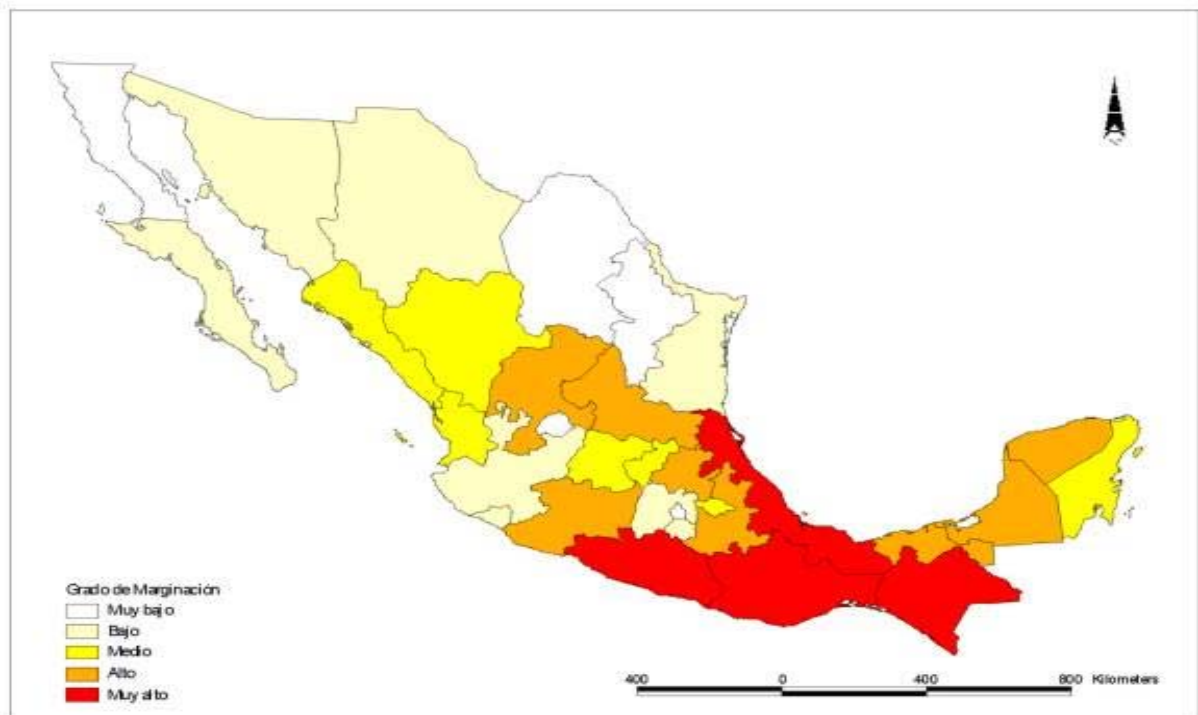 Grado de Marginación
Muy bajo
Bajo
Medio
Alto
Muy alto
400 0 400 800 Kilometers